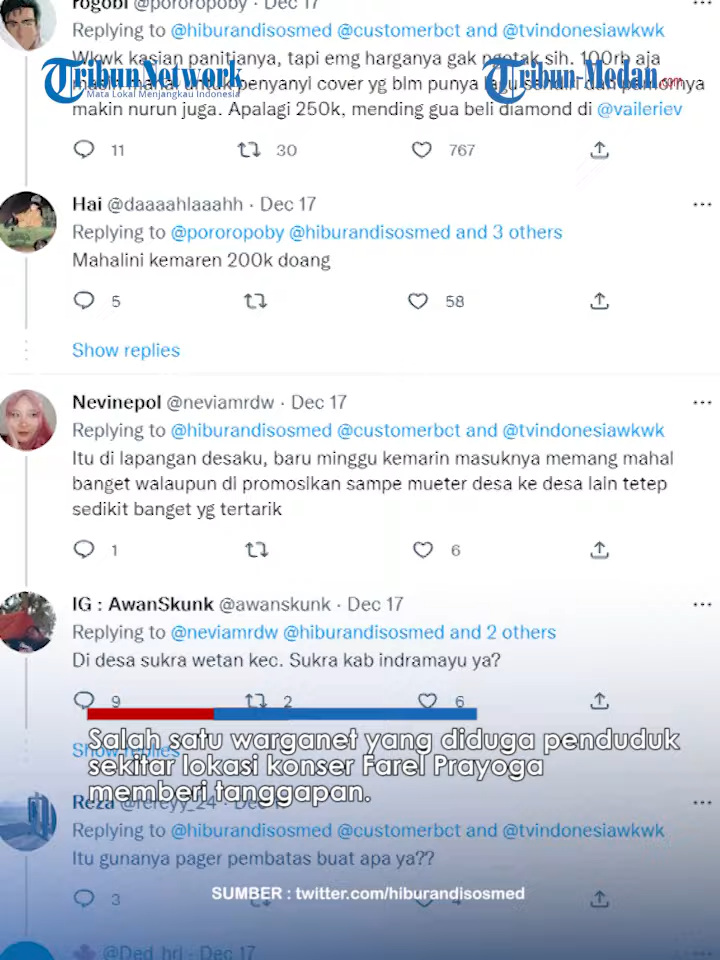 rogobi @pororopoby · Dec 17
Replying to @hiburandisosmed @customerbct and @tvindonesiawkwk
Wkwk kasian panitianya, tapi emg harganya gak ngotak sih. 100rb aja
Tribun Network
Mata Lokal Menjangkau Indonesia
Tribun-Medan.com
untuk penyanyi cover yg blm punya
makin nurun juga. Apalagi 250k, mending gua beli diamond di @vaileriev
11 30 767
Hai @daaaahlaaahh · Dec 17
Replying to @pororopoby @hiburandisosmed and 3 others
Mahalini kemaren 200k doang
5 58
Show replies
Nevinepol @neviamrdw · Dec 17
Replying to @hiburandisosmed @customerbct and @tvindonesiawkwk
Itu di lapangan desaku, baru minggu kemarin masuknya memang mahal
banget walaupun di promosikan sampe mueter desa ke desa lain tetep
sedikit banget yg tertarik
1 6
IG : AwanSkunk @awanskunk · Dec 17
Replying to @neviamrdw @hiburandisosmed and 2 others
Di desa sukra wetan kec. Sukra kab indramayu ya?
9 2 6
Show replies
Salah satu warganet yang diduga penduduk
sekitar lokasi konser Farel Prayoga
memberi tanggapan.
Reza
Replying to @hiburandisosmed @customerbct and @tvindonesiawkwk
Itu gunanya pager pembatas buat apa ya??
3 4
SUMBER : twitter.com/hiburandisosmed
@Ded_hrl · Dec 17